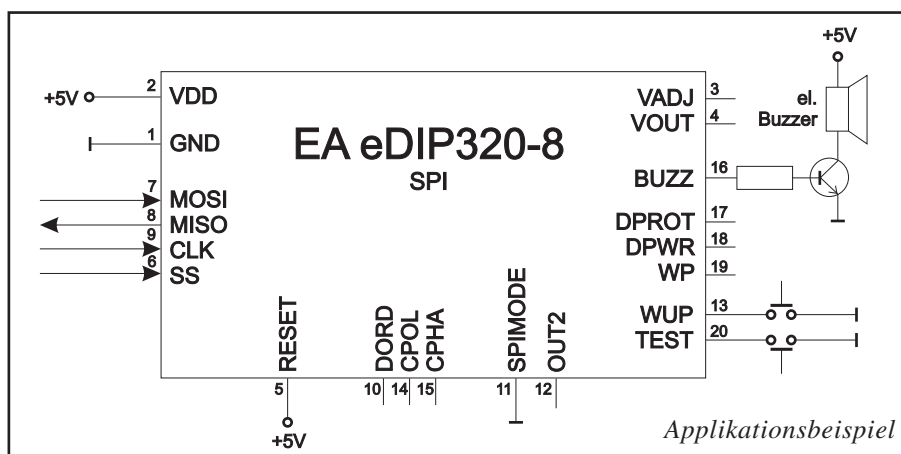 +5V
2
VDD
+5V
1
GND
7
MOSI
8
MISO
9
CLK
6
SS
EA eDIP320-8
SPI
VADJ
3
VOUT
4
el.
Buzzer
BUZZ
16
DPROT
17
DPWR
18
WP
19
WUP
13
TEST
20
RESET
DORD
CPOL
CPHA
SPIMODE
OUT2
5
10
14
15
11
12
+5V
Applikationsbeispiel